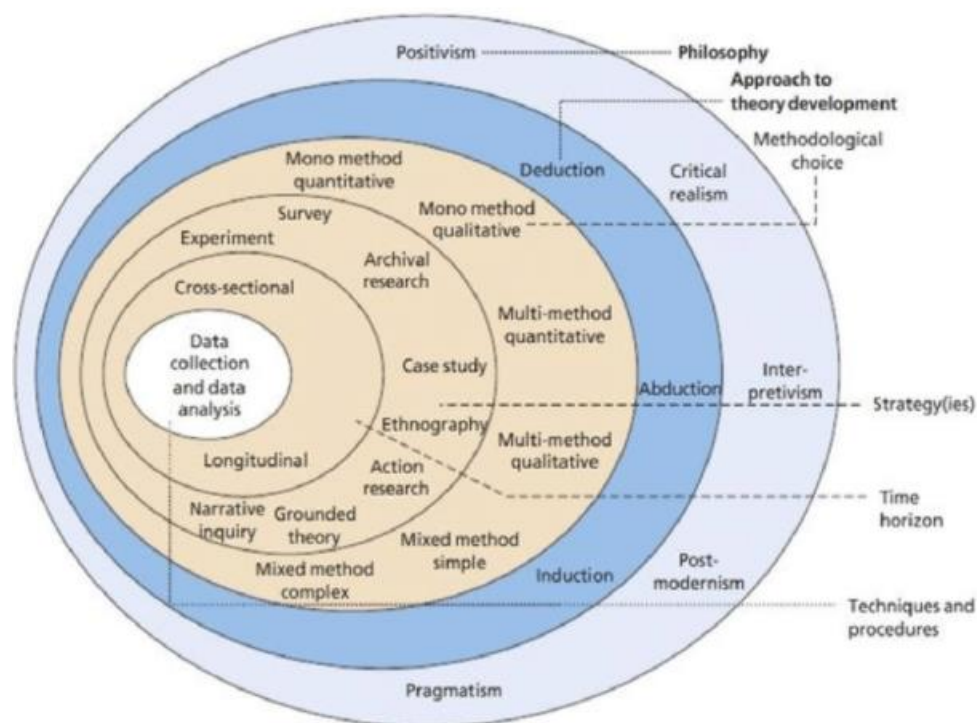 Positivism
Philosophy
Approach to
theory development
Methodological
choice
Mono method
quantitative
Deduction
Critical
realism
Survey
Mono method
qualitative
Experiment
Archival
research
Cross-sectional
Multi-method
quantitative
Data
collection
and data
analysis
Case study
Abduction
Inter-
pretivism
Strategy(ies)
Ethnography
Multi-method
qualitative
Longitudinal
Action
research
Time
horizon
Narrative
inquiry
Grounded
theory
Mixed method
simple
Mixed method
complex
Induction
Post-
modernism
Techniques and
procedures
Pragmatism